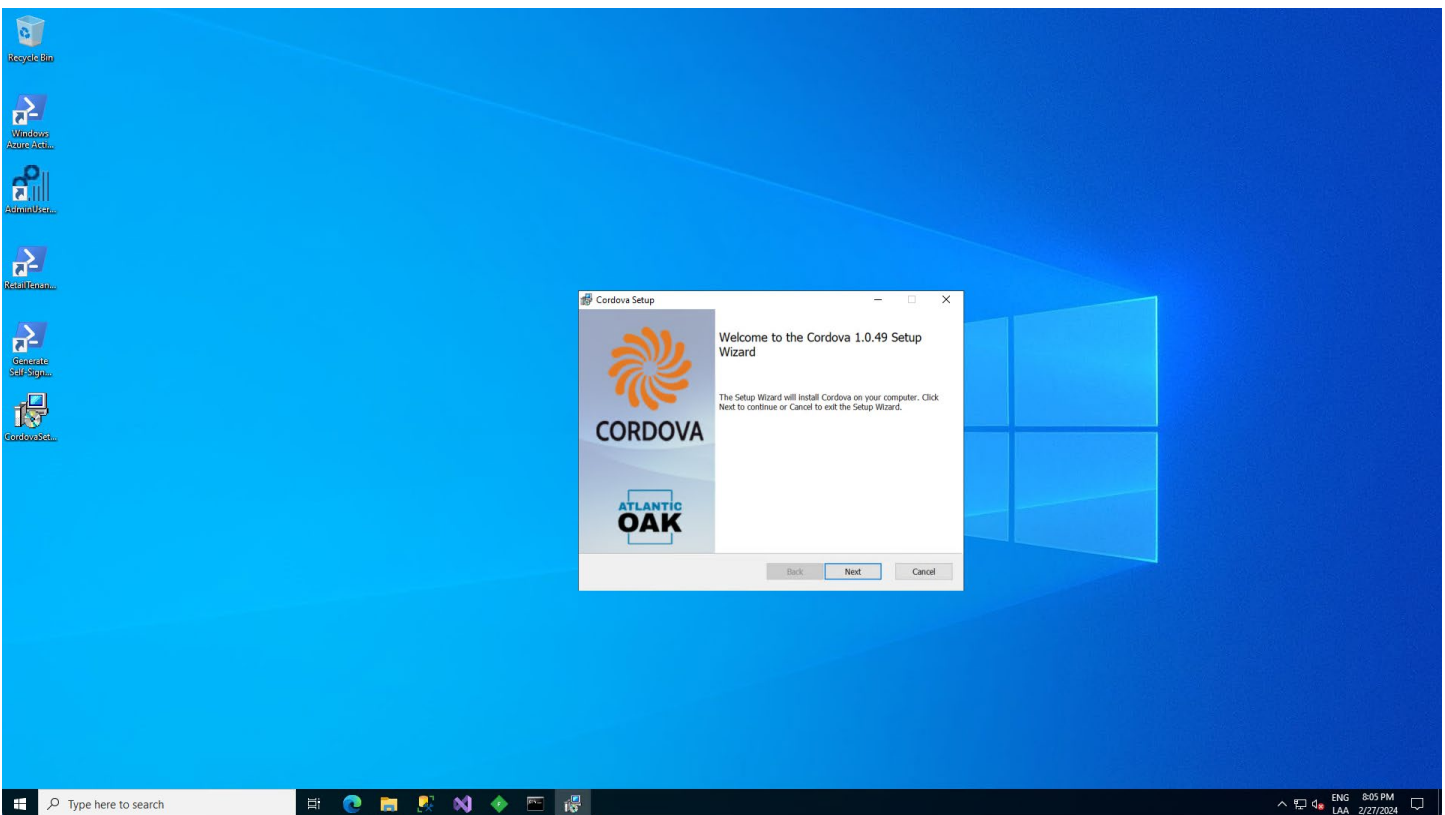 Recycle Bin
Windows
Azure Acti...
AdminUser...
RetailTenan...
Generate
Self-Sign...
CordovaSet...
Cordova Setup
CORDOVA
ATLANTIC
OAK
Welcome to the Cordova 1.0.49 Setup
Wizard
The Setup Wizard will install Cordova on your computer. Click
Next to continue or Cancel to exit the Setup Wizard.
Back
Next
Cancel
Type here to search
ENG
LAA
8:05 PM
2/27/2024